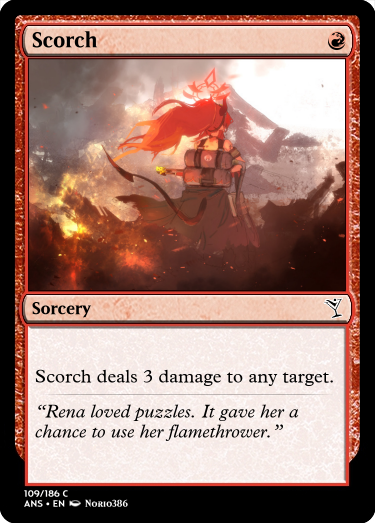 Scorch
Sorcery
Scorch deals 3 damage to any target.
“Rena loved puzzles. It gave her a
chance to use her flamethrower.”
109/186 C
ANS • EN Norio386